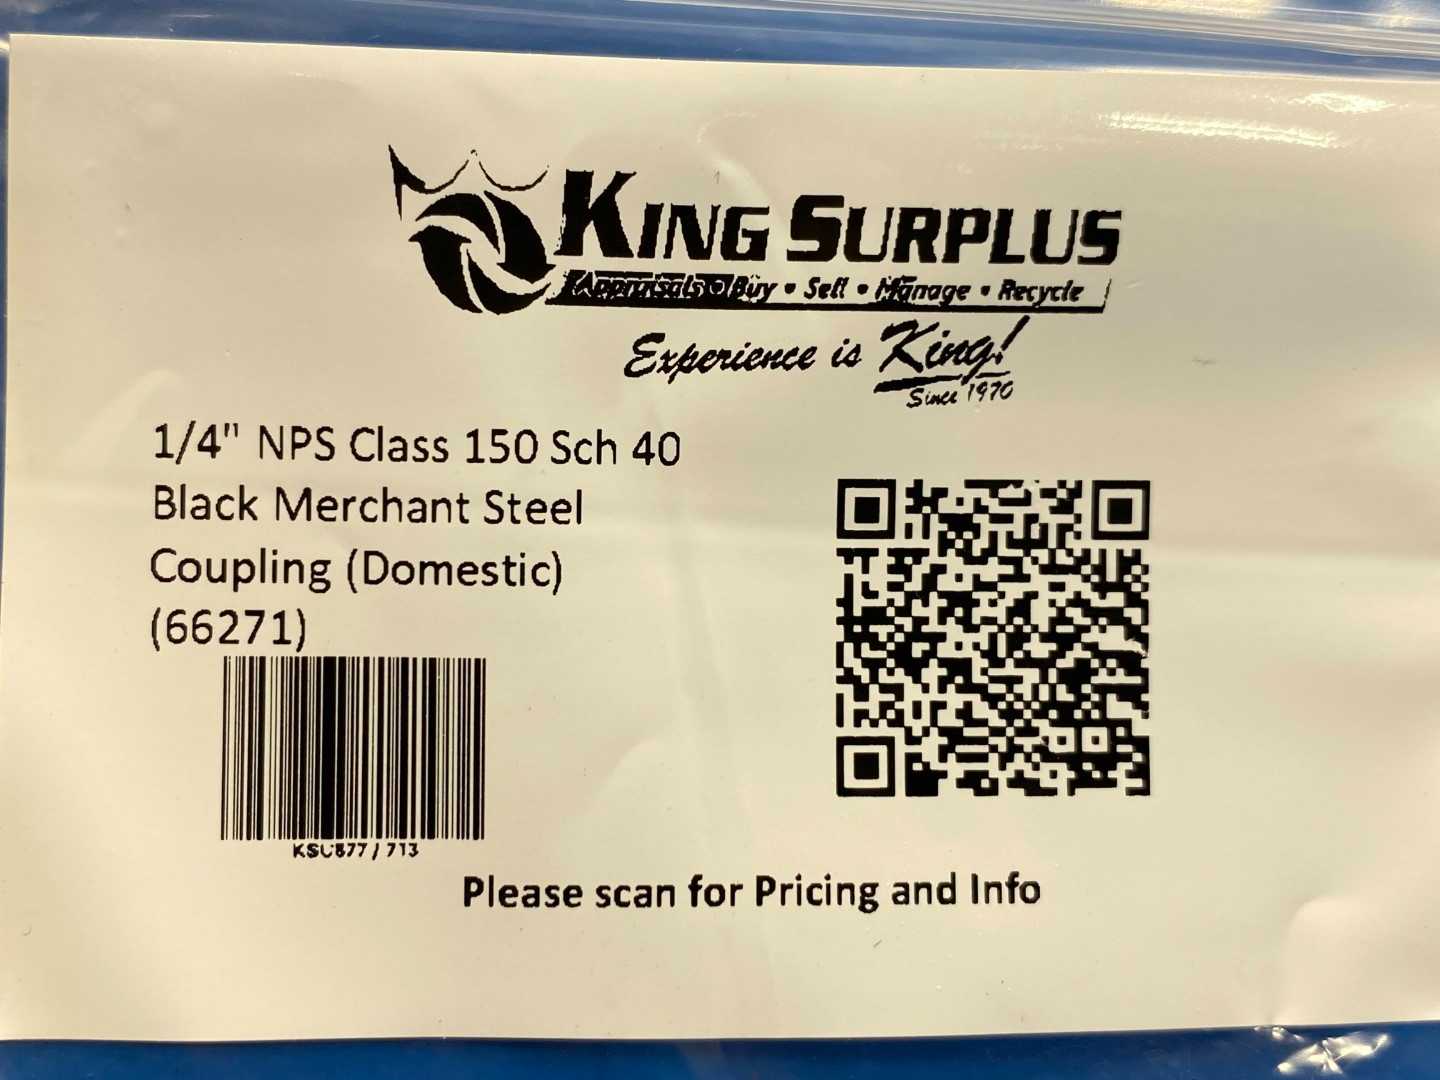 KING SURPLUS
Appraisals • Buy • Sell • Manage • Recycle
Experience is King!
Since 1970
1/4" NPS Class 150 Sch 40
Black Merchant Steel
Coupling (Domestic)
(66271)
/ 713
Please scan for Pricing and Info